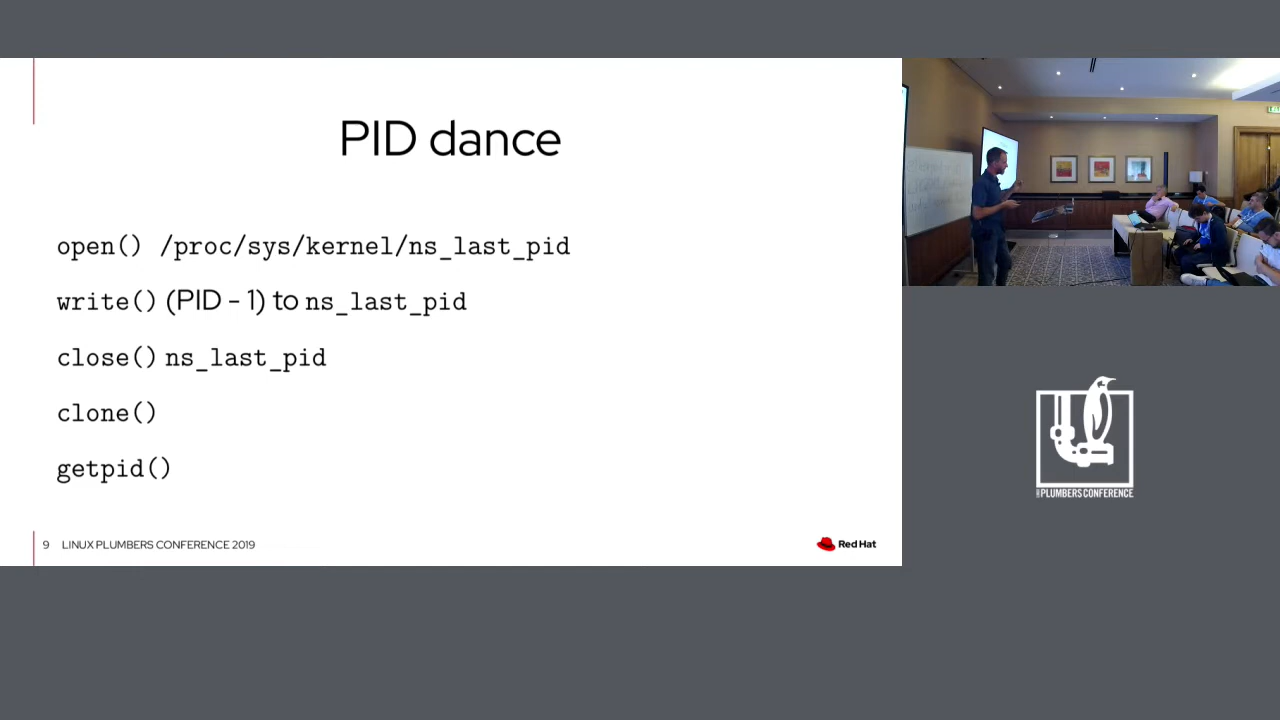 PID dance
open() /proc/sys/kernel/ns_last_pid
write() (PID - 1) to ns_last_pid
close() ns_last_pid
clone()
getpid()
9 LINUX PLUMBERS CONFERENCE 2019
Red Hat
PLUMBERS CONFERENCE